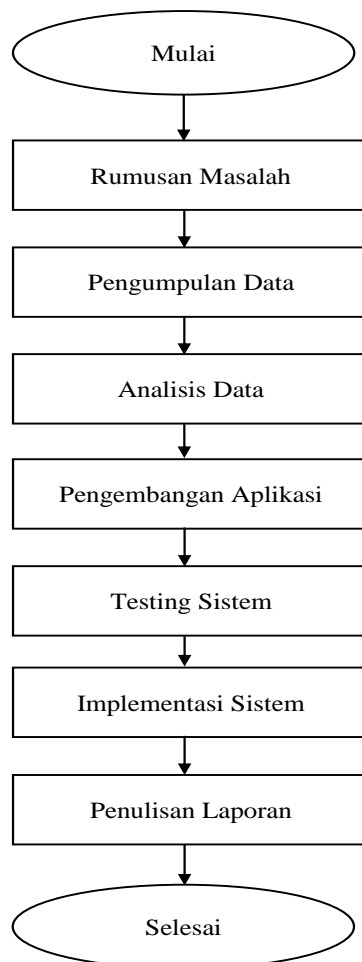 Mulai
Rumusan Masalah
Pengumpulan Data
Analisis Data
Pengembangan Aplikasi
Testing Sistem
Implementasi Sistem
Penulisan Laporan
Selesai